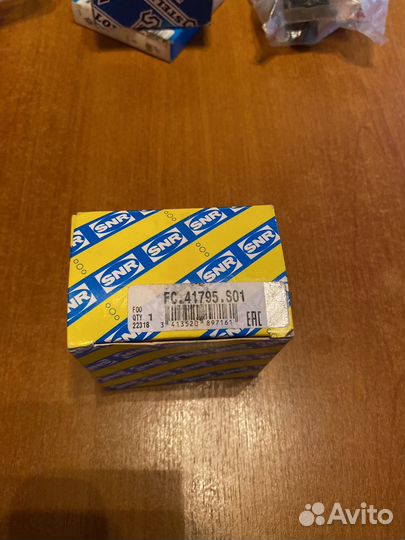 SNR SNR SNR
SNR SNR SNR
SNR SNR
FC.41795.S01
F00
QTY 1
22318
3 413520 897161
EAC
Avito